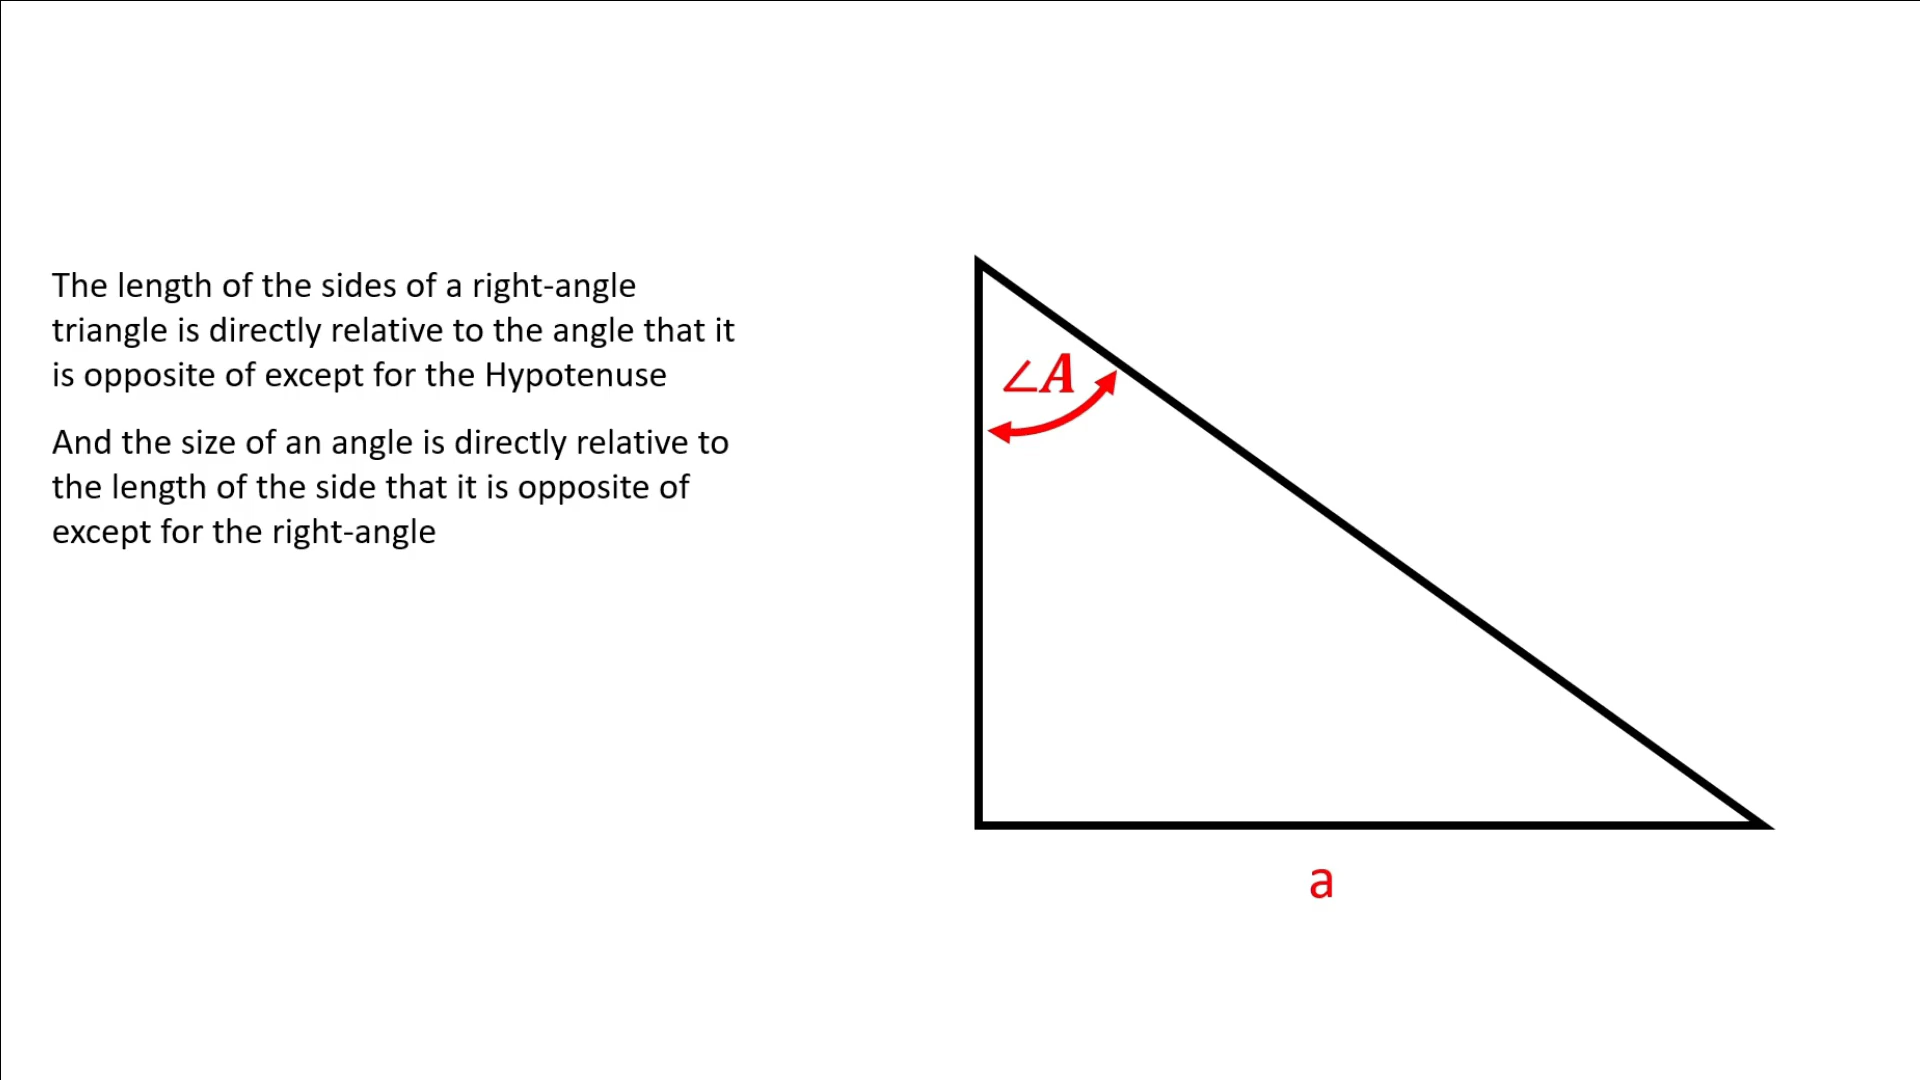 The length of the sides of a right-angle
triangle is directly relative to the angle that it
is opposite of except for the Hypotenuse
And the size of an angle is directly relative to
the length of the side that it is opposite of
except for the right-angle
∠A
a